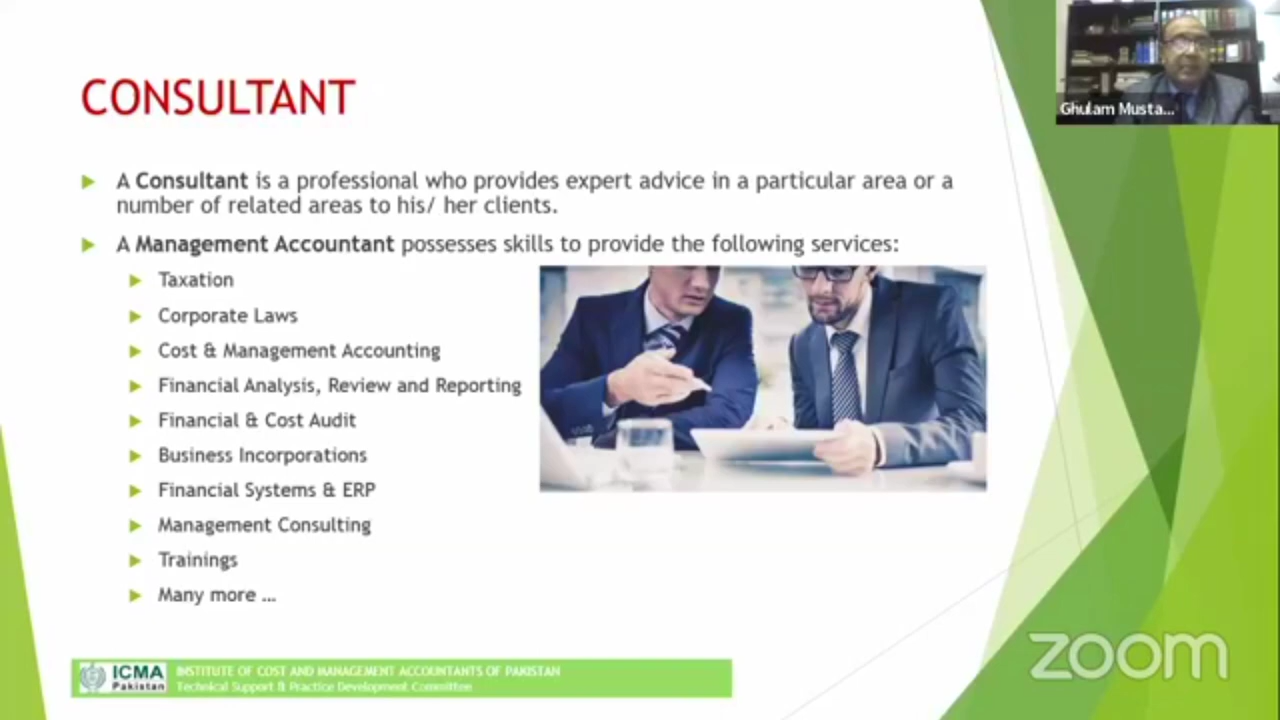 CONSULTANT
A Consultant is a professional who provides expert advice in a particular area or a
number of related areas to his/ her clients.
A Management Accountant possesses skills to provide the following services:
Taxation
Corporate Laws
Cost & Management Accounting
Financial Analysis, Review and Reporting
Financial & Cost Audit
Business Incorporations
Financial Systems & ERP
Management Consulting
Trainings
Many more ...
Ghulam Musta...
ICMA
Pakistan
INSTITUTE OF COST AND MANAGEMENT ACCOUNTANTS OF PAKISTAN
Technical Support & Practice Development Committee
zoom